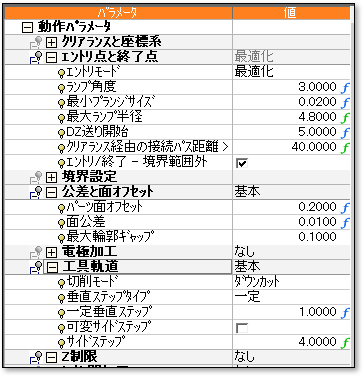 パラメータ 値
動作パラメータ
クリアランスと座標系
エントリ点と終了点 最適化
エントリモード 最適化
ランプ角度 3.0000 f
最小プランジサイズ 0.0200 f
最大ランプ半径 4.8000 f
DZ送り開始 5.0000 f
クリアランス経由の接続パス距離 > 40.0000 f
エントリ/終了 - 境界範囲外
境界設定
公差と面オフセット 基本
パーツ面オフセット 0.2000 f
面公差 0.0100 f
最大輪郭ギャップ 0.1000
電極加工 なし
工具軌道 基本
切削モード ダウンカット
垂直ステップタイプ 一定
一定垂直ステップ 1.0000 f
可変サイドステップ
サイドステップ 4.0000 f
Z制限 なし